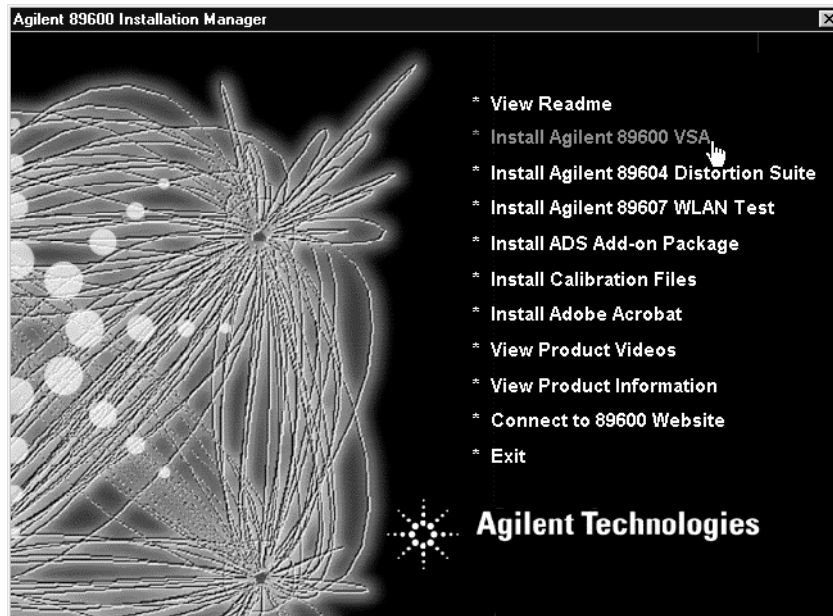 Agilent 89600 Installation Manager
* View Readme
* Install Agilent 89600 VSA
* Install Agilent 89604 Distortion Suite
* Install Agilent 89607 WLAN Test
* Install ADS Add-on Package
* Install Calibration Files
* Install Adobe Acrobat
* View Product Videos
* View Product Information
* Connect to 89600 Website
* Exit
Agilent Technologies